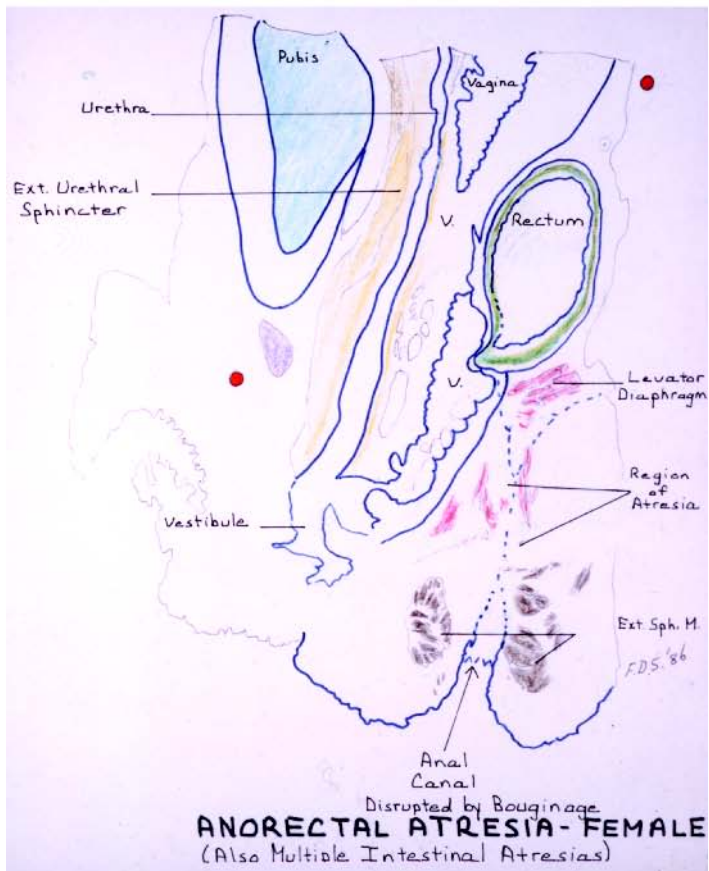 Pubis
Urethra
Vagina
Ext. Urethral
Sphincter
V.
Rectum
V.
Levator
Diaphragm
Region
of
Atresia
Vestibule
Ext. Sph. M.
F.D.S. '86
Anal
Canal
Disrupted by Bouginage
ANORECTAL ATRESIA - FEMALE
(Also Multiple Intestinal Atresias)